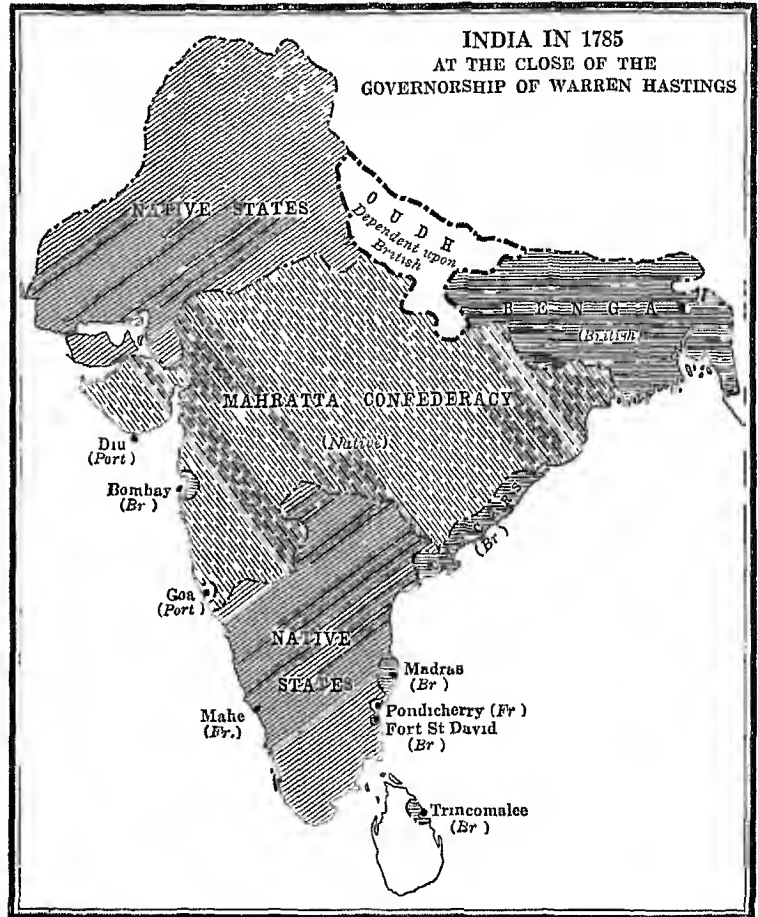 INDIA IN 1785
AT THE CLOSE OF THE
GOVERNORSHIP OF WARREN HASTINGS
OUDH
Dependent upon
British
NATIVE STATES
BENGA
(British)
MAHRATTA CONFEDERACY
(Native)
Diu
(Port)
Bombay
(Br)
(Br)
Goa
(Port)
NATIVE
STATES
Madras
(Br)
Mahe
(Fr.)
Pondicherry (Fr)
Fort St David
(Br)
Trincomalee
(Br)